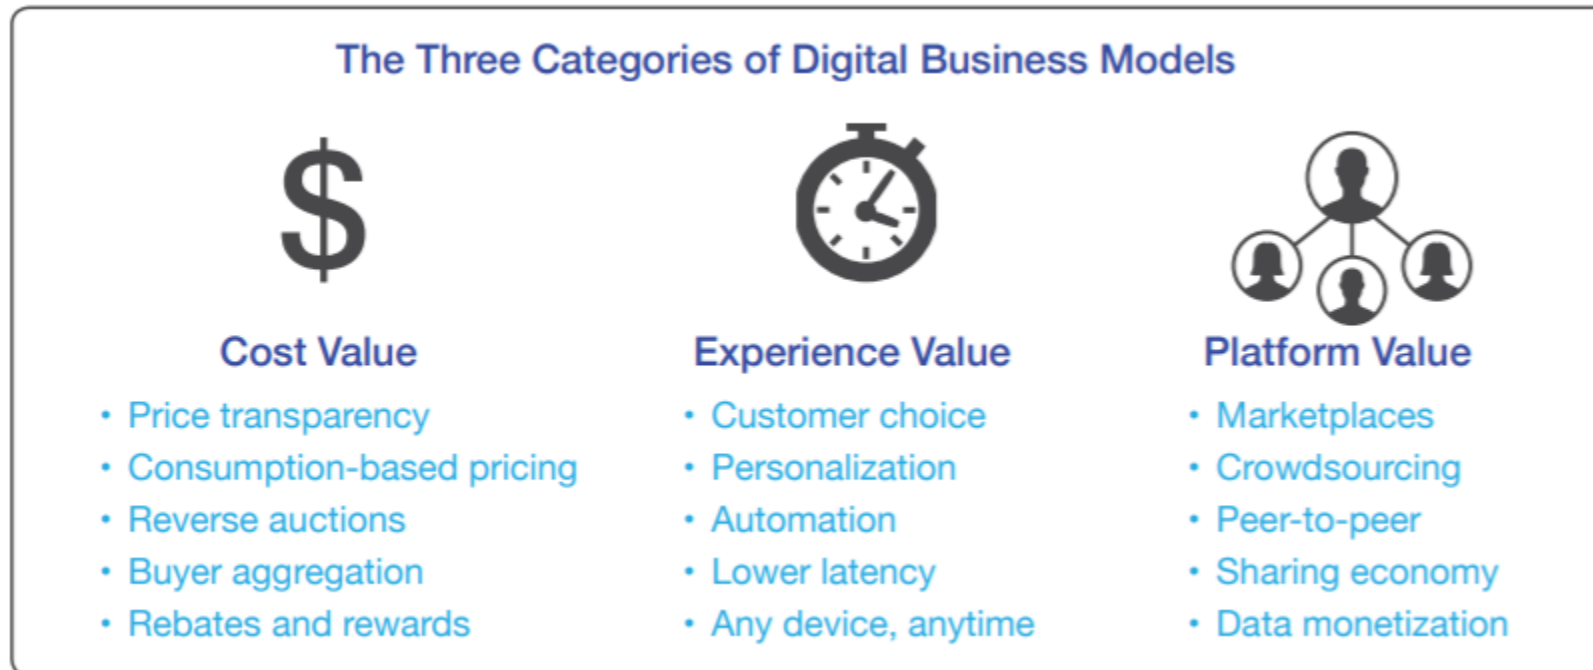 The Three Categories of Digital Business Models
$
Cost Value
• Price transparency
• Consumption-based pricing
• Reverse auctions
• Buyer aggregation
• Rebates and rewards
Experience Value
• Customer choice
• Personalization
• Automation
• Lower latency
• Any device, anytime
Platform Value
• Marketplaces
• Crowdsourcing
• Peer-to-peer
• Sharing economy
• Data monetization